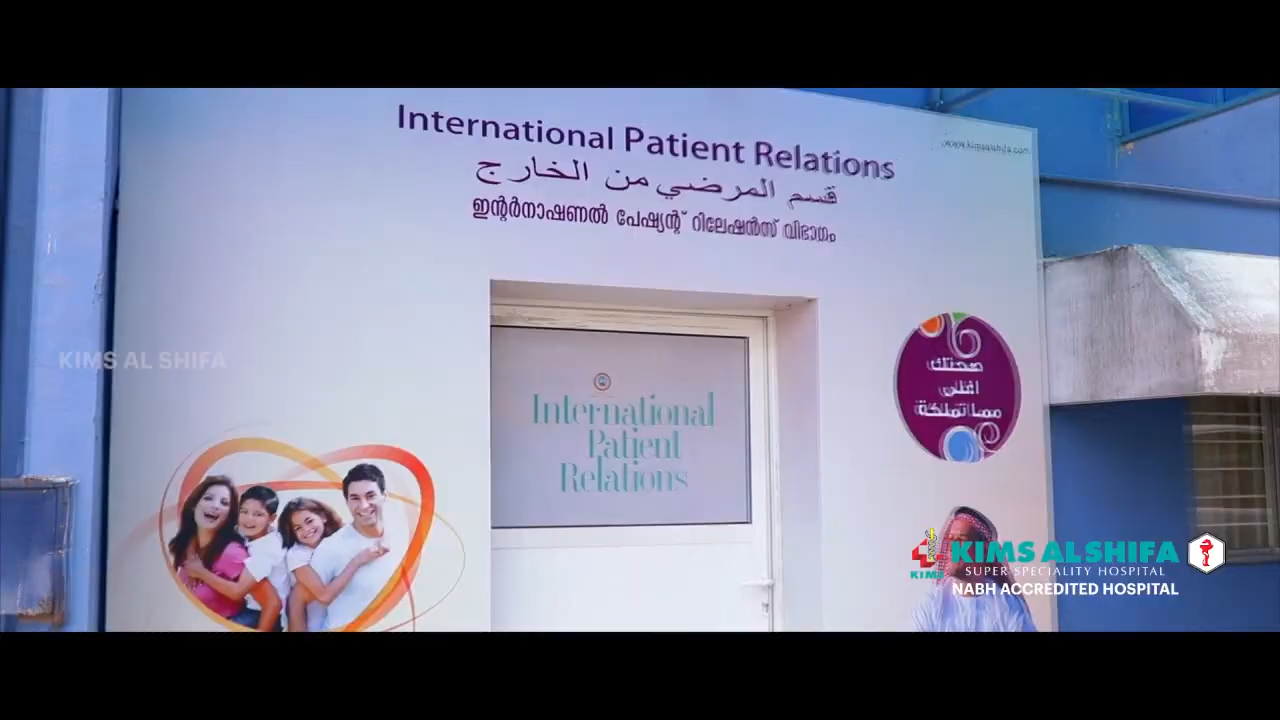 International Patient Relations
www.kimsalshifa.com
قسم المرضي من الخارج
ഇന്റർനാഷണൽ പേഷ്യന്റ് റിലേഷൻസ് വിഭാഗം
KIMS AL SHIFA
International
Patient
Relations
صحتك
اغلى
مما تملكة
KIMS AL SHIFA
KIMS
SUPER SPECIALITY HOSPITAL
NABH ACCREDITED HOSPITAL